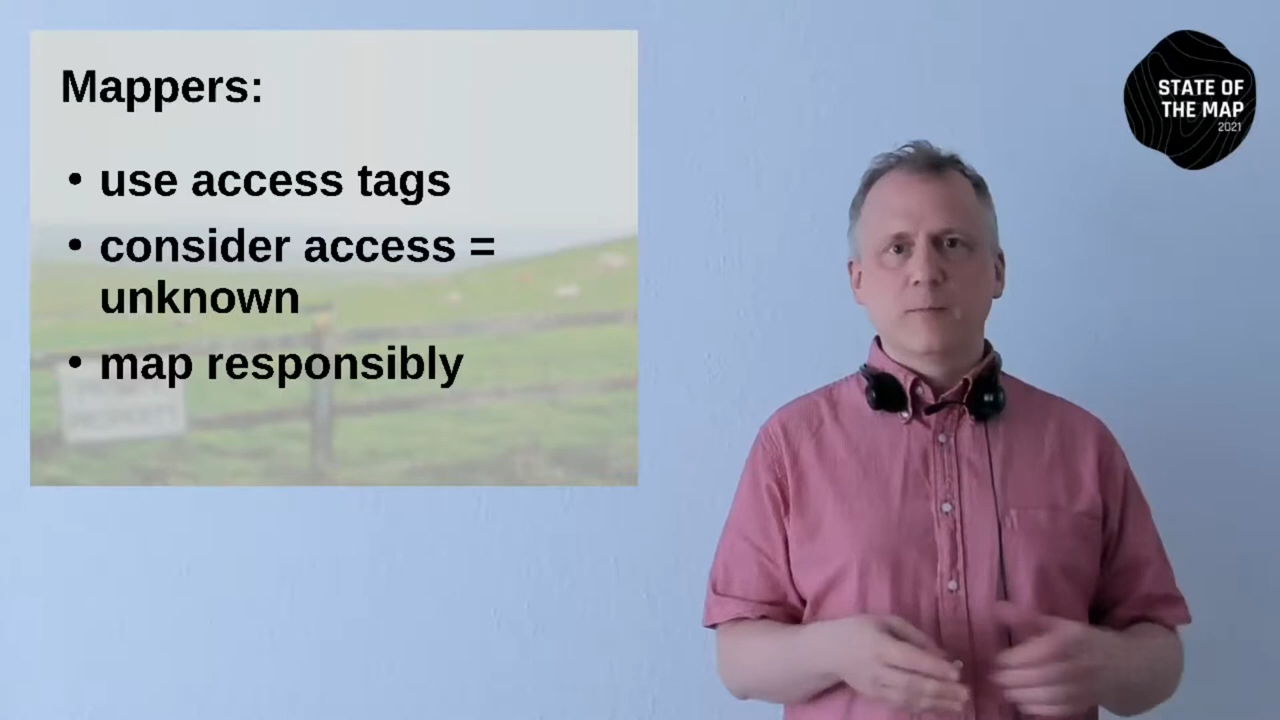 Mappers:
• use access tags
• consider access =
unknown
• map responsibly
STATE OF
THE MAP
2021